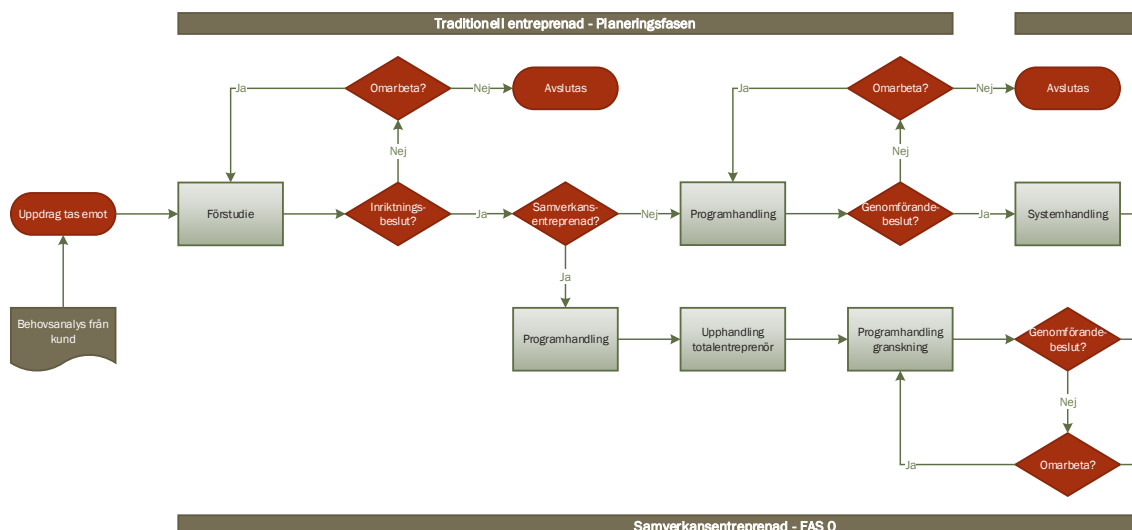 Traditionell entreprenad - Planeringsfasen
Ja
Omarbeta?
Nej
Avslutas
Ja
Omarbeta?
Nej
Avslutas
Nej
Nej
Uppdrag tas emot
Förstudie
Inriktnings-
beslut?
Ja
Samverkans-
entreprenad?
Nej
Programhandling
Genomförande-
beslut?
Ja
Systemhandling
Ja
Behovsanalys från
kund
Programhandling
Upphandling
totalentreprenör
Programhandling
granskning
Genomförande-
beslut?
Nej
Ja
Omarbeta?
Samverkansentreprenad - FAS 0